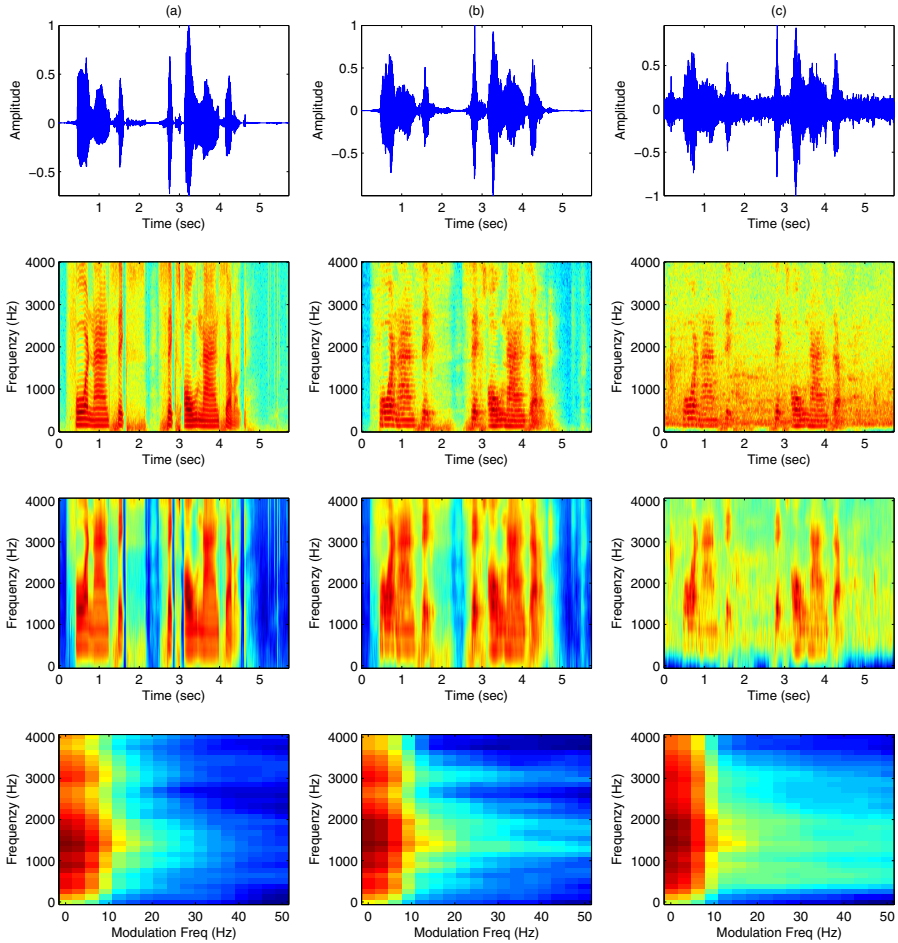 (a) (b) (c)
1 1
0.5 0.5 0.5
0 0 0
−0.5 −0.5 −0.5
−1
Amplitude Amplitude Amplitude
1 2 3 4 5 1 2 3 4 5 1 2 3 4 5
Time (sec) Time (sec) Time (sec)
4000 4000 4000
3000 3000 3000
2000 2000 2000
1000 1000 1000
0 0 0
Frequenzy (Hz) Frequenzy (Hz) Frequenzy (Hz)
0 1 2 3 4 5 0 1 2 3 4 5 0 1 2 3 4 5
Time (sec) Time (sec) Time (sec)
4000 4000 4000
3000 3000 3000
2000 2000 2000
1000 1000 1000
0 0 0
Frequenzy (Hz) Frequenzy (Hz) Frequenzy (Hz)
0 1 2 3 4 5 0 1 2 3 4 5 0 1 2 3 4 5
Time (sec) Time (sec) Time (sec)
4000 4000 4000
3000 3000 3000
2000 2000 2000
1000 1000 1000
0 0 0
Frequenzy (Hz) Frequenzy (Hz) Frequenzy (Hz)
0 10 20 30 40 50 0 10 20 30 40 50 0 10 20 30 40 50
Modulation Freq (Hz) Modulation Freq (Hz) Modulation Freq (Hz)